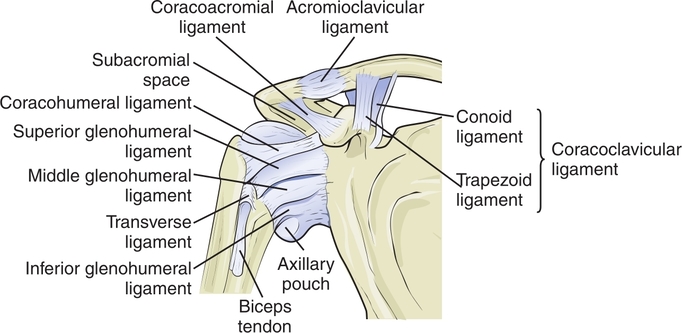 Coracoacromial
ligament
Acromioclavicular
ligament
Subacromial
space
Coracohumeral ligament
Superior glenohumeral
ligament
Middle glenohumeral
ligament
Transverse
ligament
Inferior glenohumeral
ligament
Biceps
tendon
Axillary
pouch
Conoid
ligament
Trapezoid
ligament
Coracoclavicular
ligament